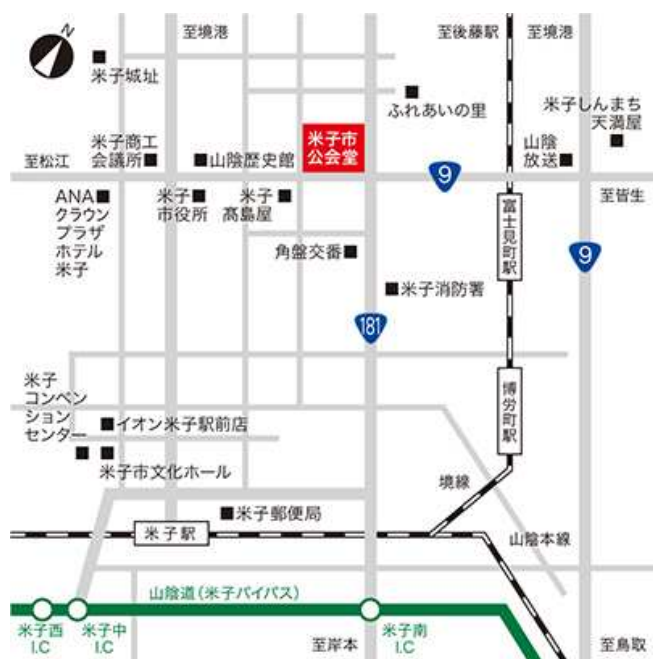 N
至境港
至後藤駅
至境港
米子城址
ふれあいの里
米子しんまち
天満屋
米子商工
会議所
山陰歴史館
米子市
公会堂
山陰
放送
至松江
9
至皆生
ANA
クラウン
プラザ
ホテル
米子
米子
市役所
米子
髙島屋
富士見町駅
角盤交番
9
米子消防署
181
米子
コンベン
ション
センター
博労町駅
イオン米子駅前店
米子市文化ホール
境線
米子郵便局
米子駅
山陰本線
山陰道(米子バイパス)
米子西
I.C
米子中
I.C
米子南
I.C
至岸本
至鳥取